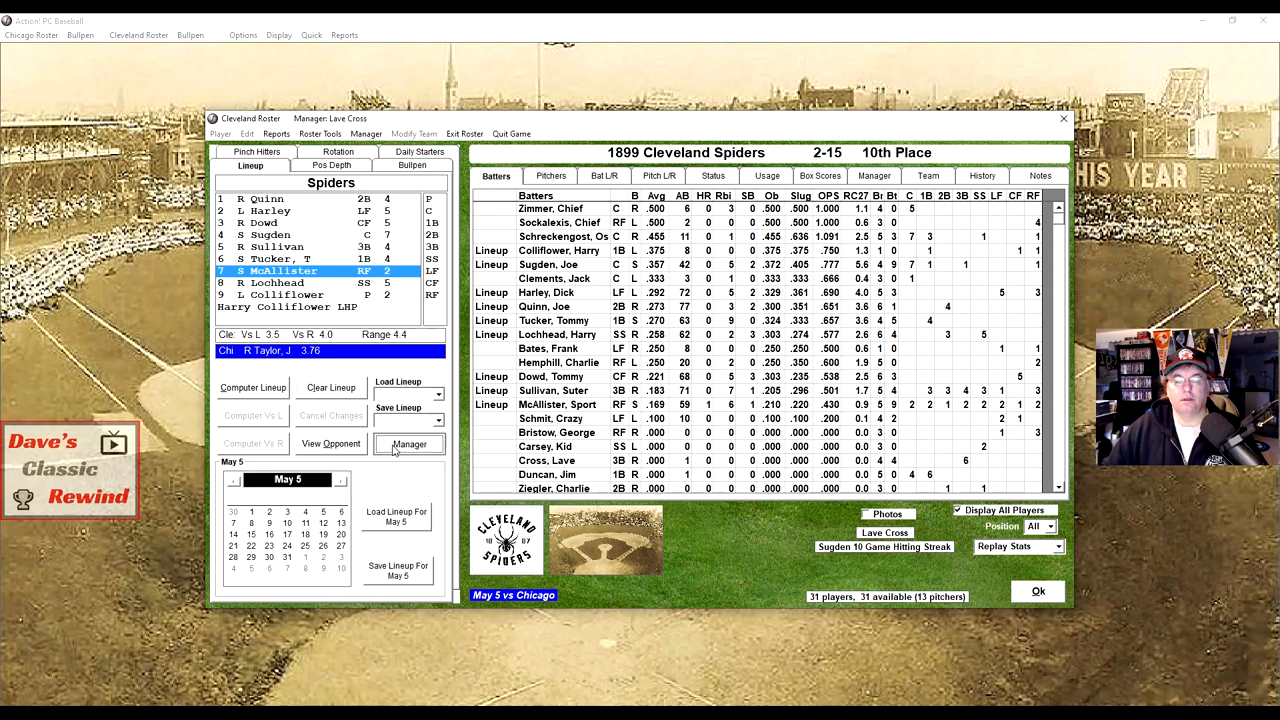 Action! PC Baseball
Chicago Roster Bullpen Cleveland Roster Bullpen Options Display Quick Reports
Cleveland Roster Manager: Lave Cross
Player Edit Reports Roster Tools Manager Modify Team Exit Roster Quit Game
Pinch Hitters Rotation Daily Starters
Lineup Pos Depth Bullpen
Spiders
1 R Quinn 2B 4 P
2 L Harley LF 5 C
3 R Dowd CF 5 1B
4 S Sugden C 7 2B
5 R Sullivan 3B 4 3B
6 S Tucker, T 1B 4 SS
7 S McAllister RF 2 LF
8 R Lochhead SS 5 CF
9 L Colliflower P 2 RF
Harry Colliflower LHP
Cle: Vs L 3.5 Vs R 4.0 Range 4.4
Chi R Taylor, J 3.76
Computer Lineup Clear Lineup Load Lineup
Computer Vs L Cancel Changes Save Lineup
Computer Vs R View Opponent Manager
May 5
May 5
30 1 2 3 4 5 6
7 8 9 10 11 12 13
14 15 16 17 18 19 20
21 22 23 24 25 26 27
28 29 30 31 1 2 3
4 5 6 7 8 9 10
Load Lineup For
May 5
Save Lineup For
May 5
1899 Cleveland Spiders 2-15 10th Place
Batters Pitchers Bat L/R Pitch L/R Status Usage Box Scores Manager Team History Notes
Batters B Avg AB HR Rbi SB Ob Slug OPS RC27 Br Bt C 1B 2B 3B SS LF CF RF
Zimmer, Chief C R .500 6 0 3 0 .500 .500 1.000 1.1 4 0 5
Sockalexis, Chief RF L .500 2 0 0 0 .500 .500 1.000 0.6 3 3 4
Schreckengost, Os C R .455 11 0 1 0 .455 .636 1.091 2.5 5 3 7 3 1 1
Lineup Colliflower, Harry 1B L .375 8 0 0 0 .375 .375 .750 1.3 1 0 1 1 1
Lineup Sugden, Joe C S .357 42 0 3 0 .372 .405 .777 5.6 4 9 7 1 1 1
Clements, Jack C L .333 3 0 1 0 .333 .333 .666 0.4 3 0 1
Lineup Harley, Dick LF L .292 72 0 5 2 .329 .361 .690 4.0 5 3 5 3
Lineup Quinn, Joe 2B R .273 77 0 3 2 .300 .351 .651 3.6 6 1 4
Lineup Tucker, Tommy 1B S .270 63 0 9 0 .324 .333 .657 3.6 4 5 4
Lineup Lochhead, Harry SS R .258 62 0 2 0 .303 .274 .577 2.6 6 4 3 5
Bates, Frank LF R .250 8 0 0 0 .250 .250 .500 0.6 1 0 1 1
Hemphill, Charlie RF L .250 20 0 2 0 .250 .350 .600 1.9 5 0 2
Lineup Dowd, Tommy CF R .221 68 0 5 3 .303 .235 .538 2.5 6 3 5
Lineup Sullivan, Suter 3B R .183 71 0 7 1 .205 .296 .501 1.7 5 4 3 3 4 3 1 3
Lineup McAllister, Sport RF S .169 59 1 6 1 .210 .220 .430 0.9 5 9 2 2 1 2 2 2 1 2
Schmit, Crazy LF L .100 10 0 0 0 .100 .100 .200 0.1 4 2 1 1
Bristow, George RF R .000 0 0 0 0 .000 .000 .000 0.0 3 0 1 3
Carsey, Kid SS L .000 0 0 0 0 .000 .000 .000 0.0 3 0 2
Cross, Lave 3B R .000 1 0 0 0 .000 .000 .000 0.0 4 4 6
Duncan, Jim 1B R .000 1 0 0 0 .000 .000 .000 0.0 5 0 4 6
Ziegler, Charlie 2B R .000 0 0 0 0 .000 .000 .000 0.0 3 0 1 1
CLEVELAND
18 87
SPIDERS
Photos
Lave Cross
Sugden 10 Game Hitting Streak
Display All Players
Position All
Replay Stats
May 5 vs Chicago
31 players, 31 available (13 pitchers)
Ok
HIS YEAR
Dave's
Classic
Rewind